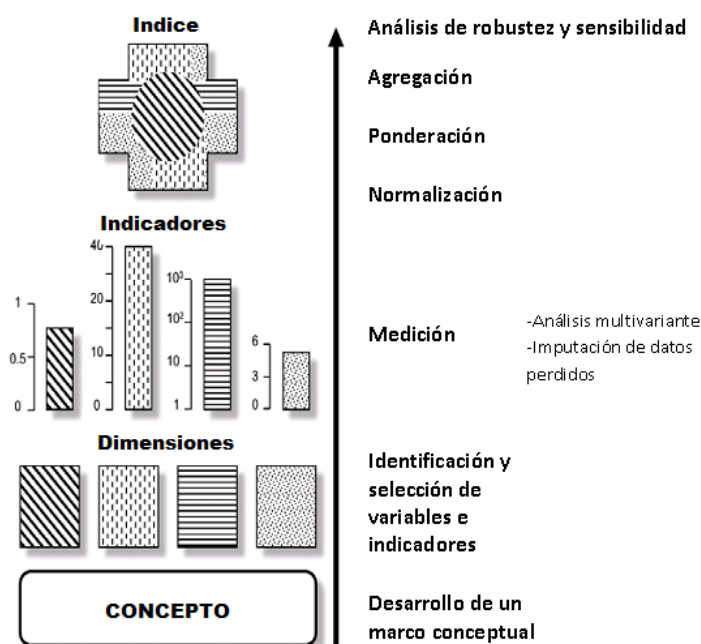 Indice
Análisis de robustez y sensibilidad
Agregación
Ponderación
Normalización
Indicadores
40
20
10
0
1
0.5
0
10³
10²
10
1
6
3
0
Medición
-Análisis multivariante
-Imputación de datos
perdidos
Dimensiones
Identificación y
selección de
variables e
indicadores
CONCEPTO
Desarrollo de un
marco conceptual